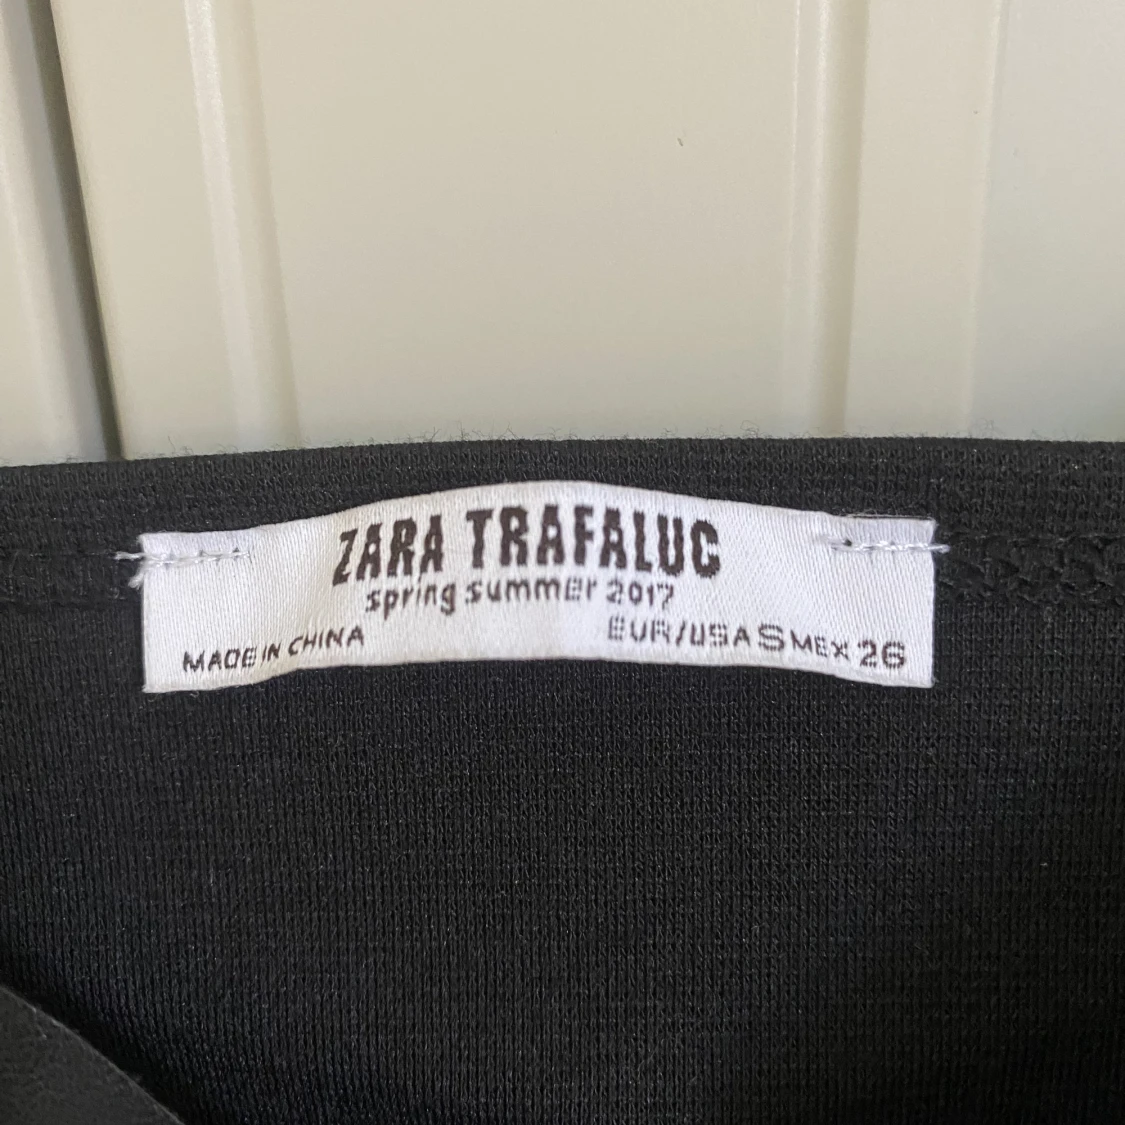 ZARA TRAFALUC
spring summer 2017
MADE IN CHINA
EUR/USA S MEX 26